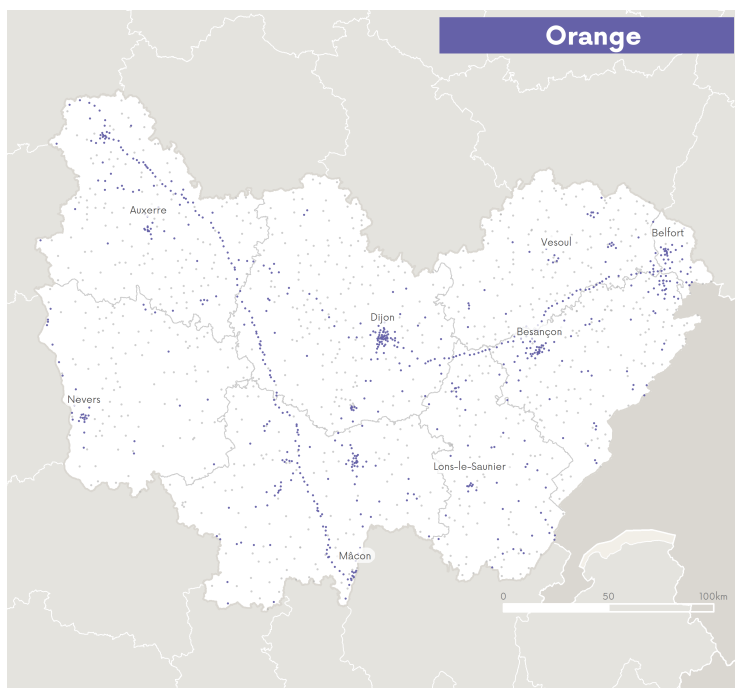 Orange
Auxerre
Belfort
Vesoul
Dijon
Besançon
Nevers
Lons-le-Saunier
Mâcon
0 50 100km